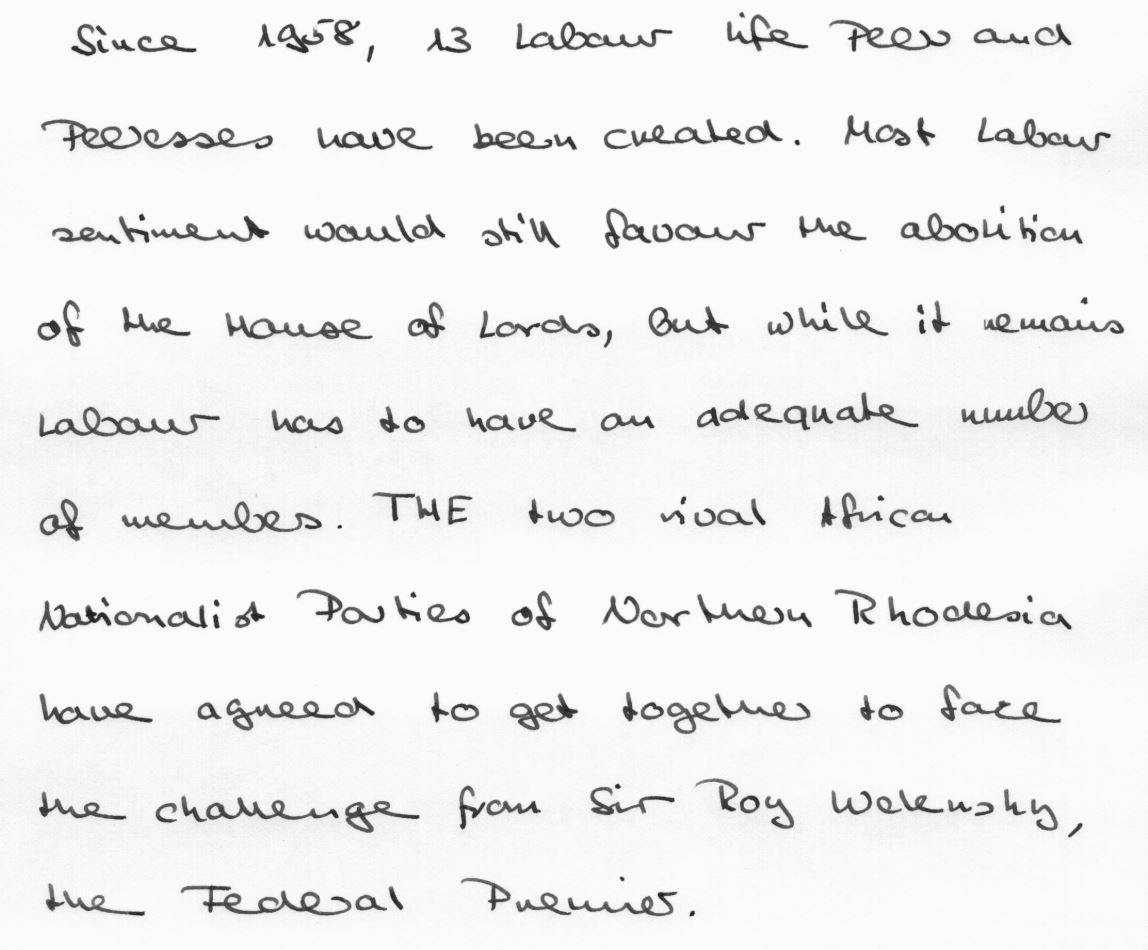 Since 1958, 13 Labour life Peers and
Peeresses have been created. Most Labour
sentiment would still favour the abolition
of the House of Lords, but while it remains
Labour has to have an adequate number
of members. THE two rival African
Nationalist Parties of Northern Rhodesia
have agreed to get together to face
the challenge from Sir Roy Welensky,
the Federal Premier.